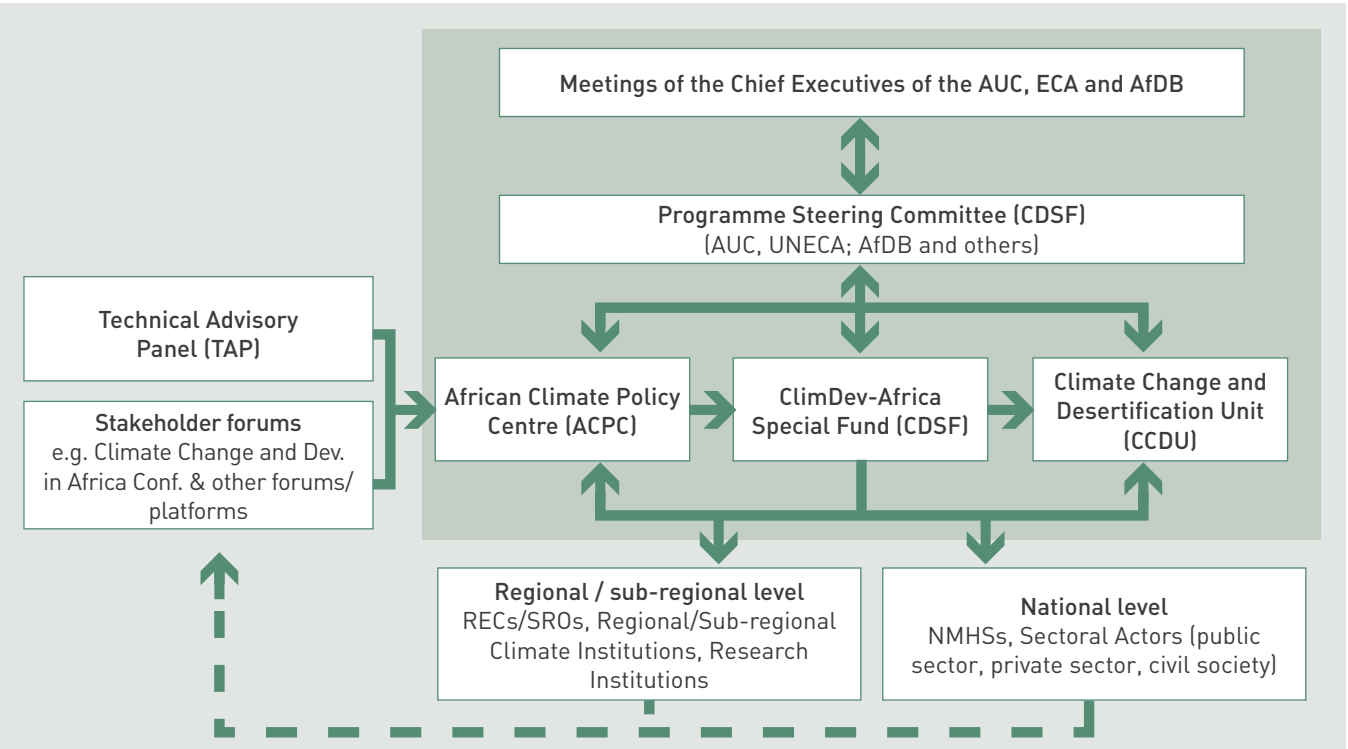 Meetings of the Chief Executives of the AUC, ECA and AfDB
Programme Steering Committee (CDSF)
(AUC, UNECA; AfDB and others)
Technical Advisory
Panel (TAP)
Stakeholder forums
e.g. Climate Change and Dev.
in Africa Conf. & other forums/
platforms
African Climate Policy
Centre (ACPC)
ClimDev-Africa
Special Fund (CDSF)
Climate Change and
Desertification Unit
(CCDU)
Regional / sub-regional level
RECs/SROs, Regional/Sub-regional
Climate Institutions, Research
Institutions
National level
NMHSs, Sectoral Actors (public
sector, private sector, civil society)